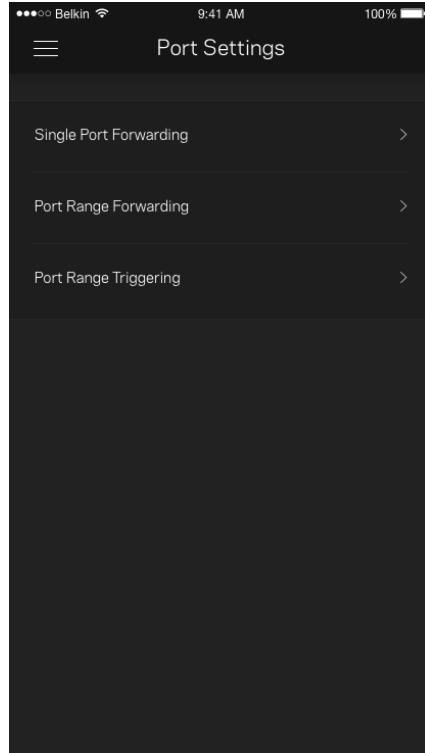 Belkin 9:41 AM 100%
Port Settings
Single Port Forwarding
Port Range Forwarding
Port Range Triggering